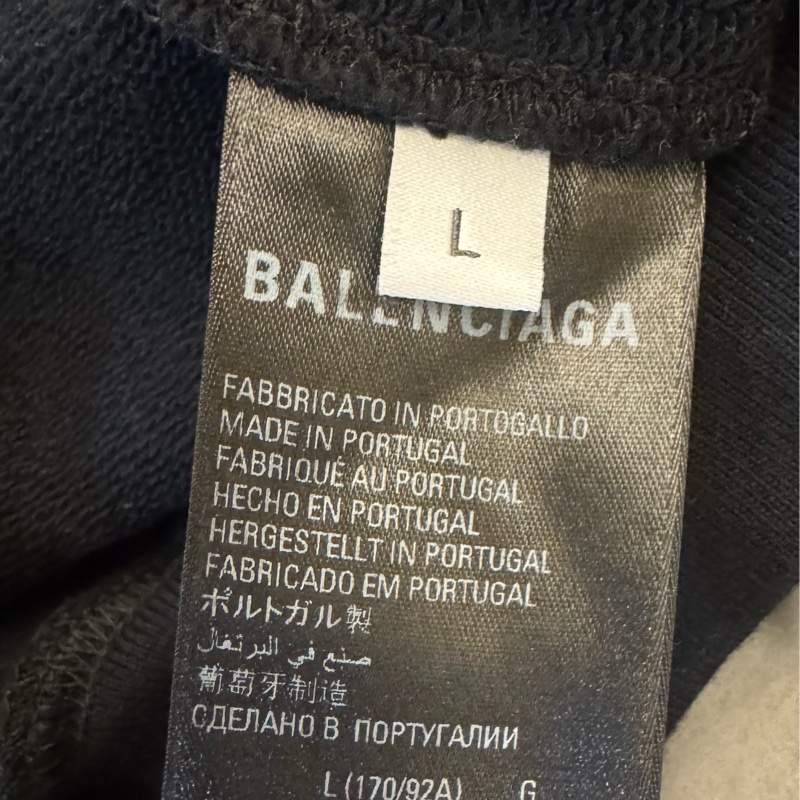 L
BALENCIAGA
FABBRICATO IN PORTOGALLO
MADE IN PORTUGAL
FABRIQUÉ AU PORTUGAL
HECHO EN PORTUGAL
HERGESTELLT IN PORTUGAL
FABRICADO EM PORTUGAL
ポルトガル製
صنع في البرتغال
葡萄牙制造
СДЕЛАНО В ПОРТУГАЛИИ
L (170/92A) G